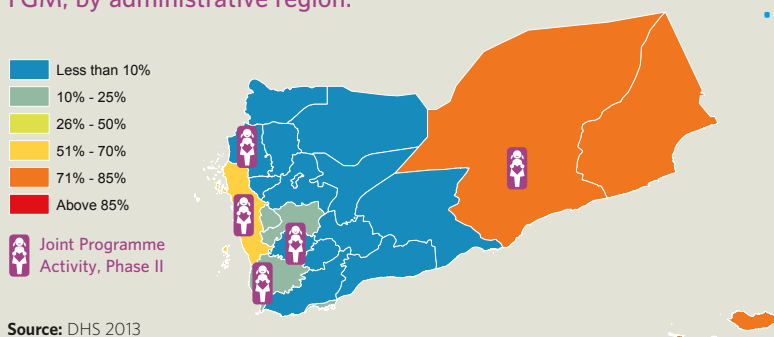 FGM, by administrative region.
Less than 10%
10% - 25%
26% - 50%
51% - 70%
71% - 85%
Above 85%
Joint Programme
Activity, Phase II
Source: DHS 2013